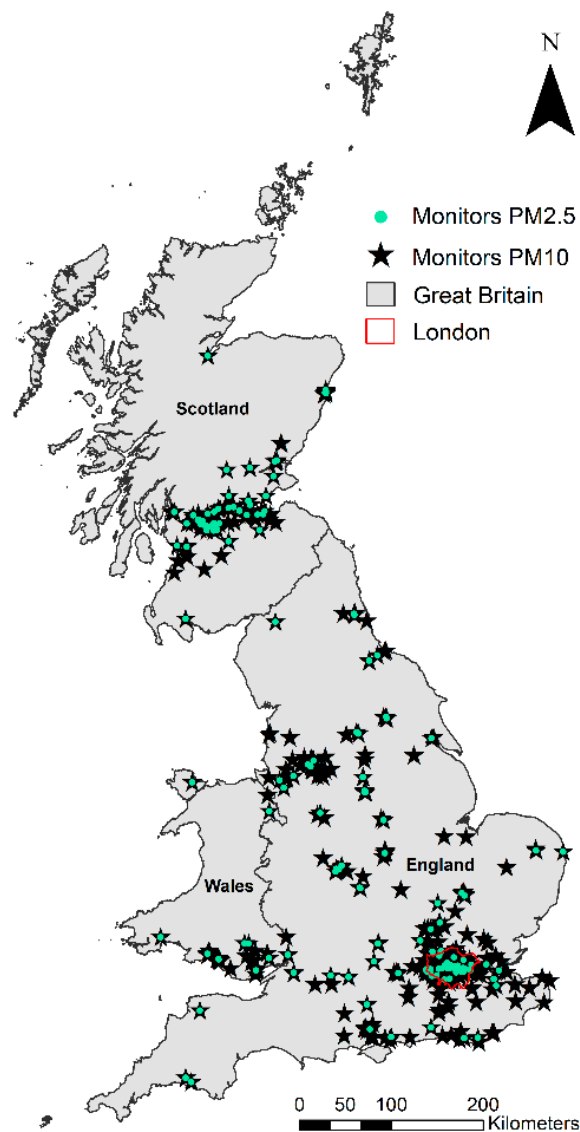 N
Monitors PM2.5
Monitors PM10
Great Britain
London
Scotland
England
Wales
0 50 100 200
Kilometers